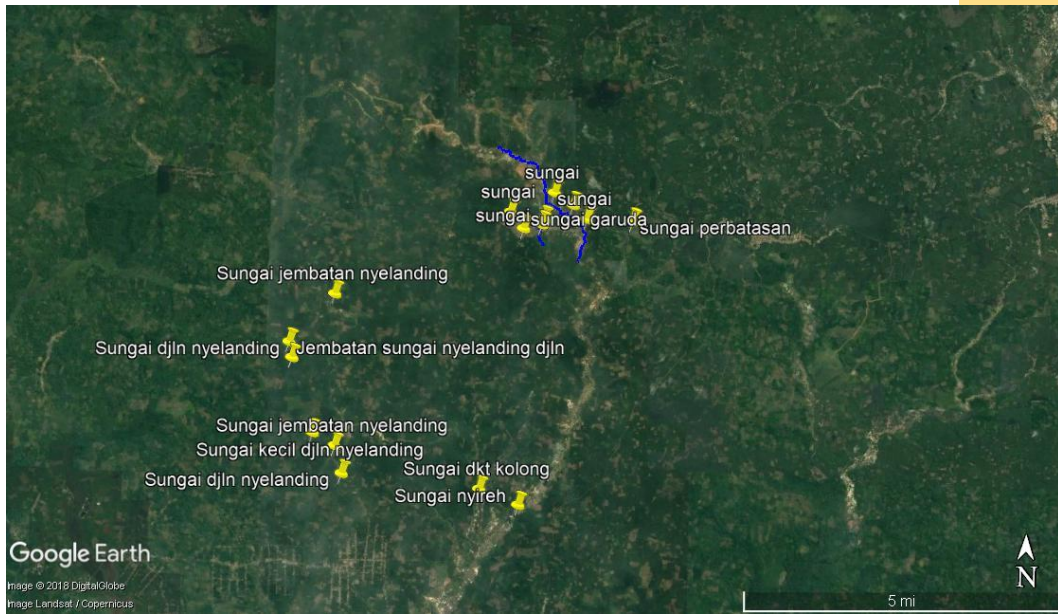 sungai
sungai
sungai
sungai
sungai garuda
Sungai perbatasan
Sungai jembatan nyelanding
Sungai djln nyelanding
Jembatan sungai nyelanding djln
Sungai jembatan nyelanding
Sungai kecil djln nyelanding
Sungai djln nyelanding
Sungai dkt kolong
Sungai nyireh
Google Earth
Image © 2018 DigitalGlobe
Image Landsat / Copernicus
N
5 mi